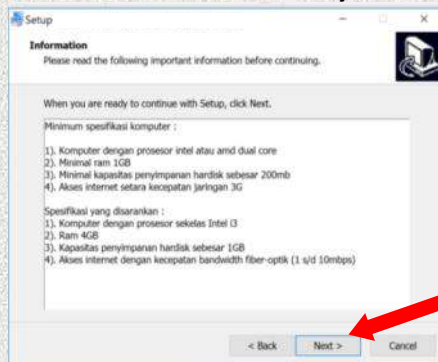 Setup
Information
Please read the following important information before continuing.
When you are ready to continue with Setup, click Next.
Minimum spesifikasi komputer :
1). Komputer dengan prosesor intel atau amd dual core
2). Minimal ram 1GB
3). Minimal kapasitas penyimpanan hardisk sebesar 200mb
4). Akses internet setara kecepatan jaringan 3G
Spesifikasi yang disarankan :
1). Komputer dengan prosesor sekelas Intel i3
2). Ram 4GB
3). Kapasitas penyimpanan hardisk sebesar 1GB
4). Akses internet dengan kecepatan bandwidth fiber-optik (1 s/d 10mbps)
< Back Next > Cancel